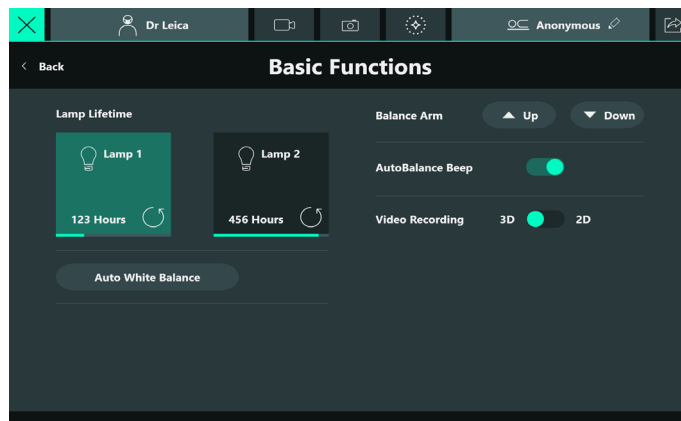 Dr Leica
Anonymous
Back
Basic Functions
Lamp Lifetime
Lamp 1
123 Hours
Lamp 2
456 Hours
Auto White Balance
Balance Arm
Up
Down
AutoBalance Beep
Video Recording
3D
2D